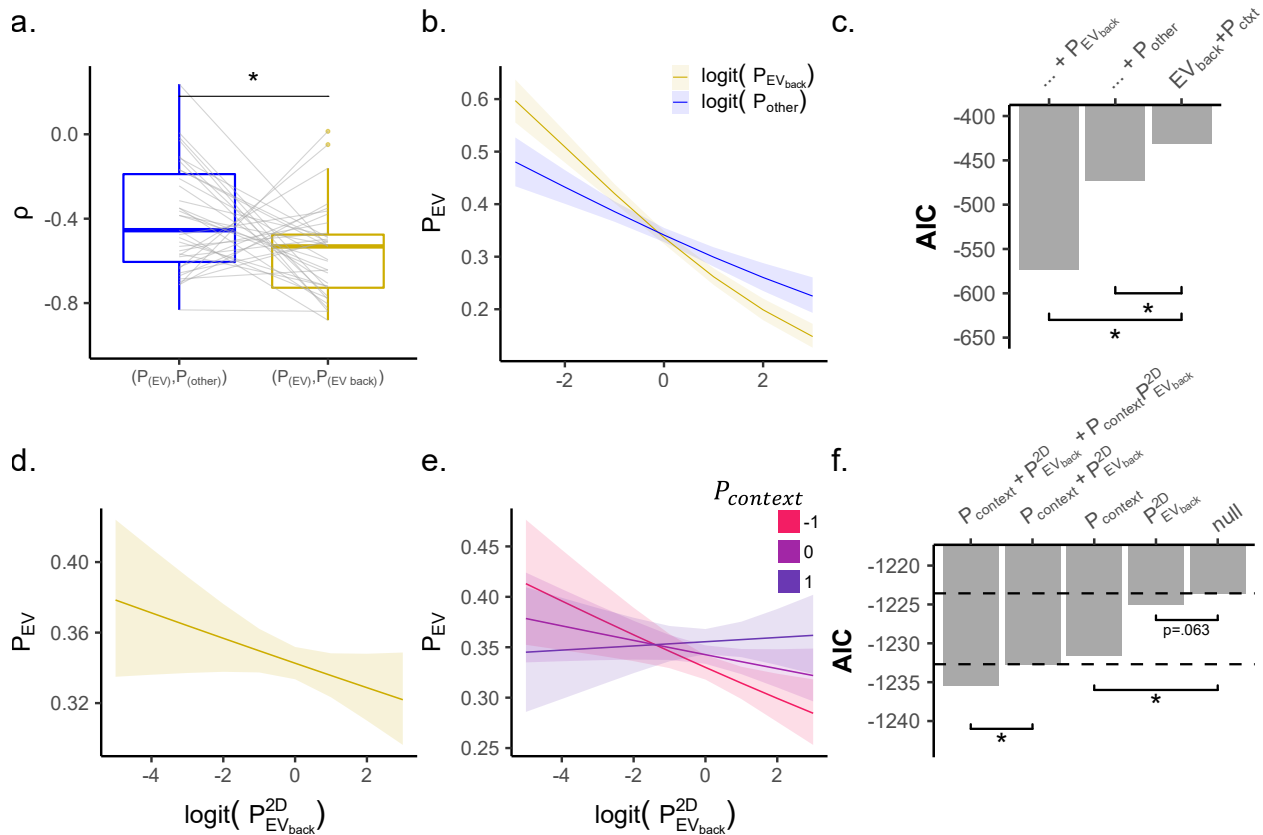 a.
*
0.0
-0.4
-0.8
ρ
(P(EV),P(other))
(P(EV),P(EV back))
b.
logit( PEVback)
logit( Pother)
0.6
0.5
0.4
0.3
0.2
PEV
-2
0
2
c.
... + PEVback
... + Pother
EVback+Pctxt
-400
-450
-500
-550
-600
-650
AIC
*
*
d.
0.40
0.36
0.32
PEV
-4
-2
0
2
logit( P2DEVback)
e.
Pcontext
-1
0
1
0.45
0.40
0.35
0.30
0.25
PEV
-4
-2
0
2
logit( P2DEVback)
f.
Pcontext + P2DEVback + PcontextP2DEVback
Pcontext + P2DEVback
Pcontext
P2DEVback
null
-1220
-1225
-1230
-1235
-1240
AIC
p=.063
*
*